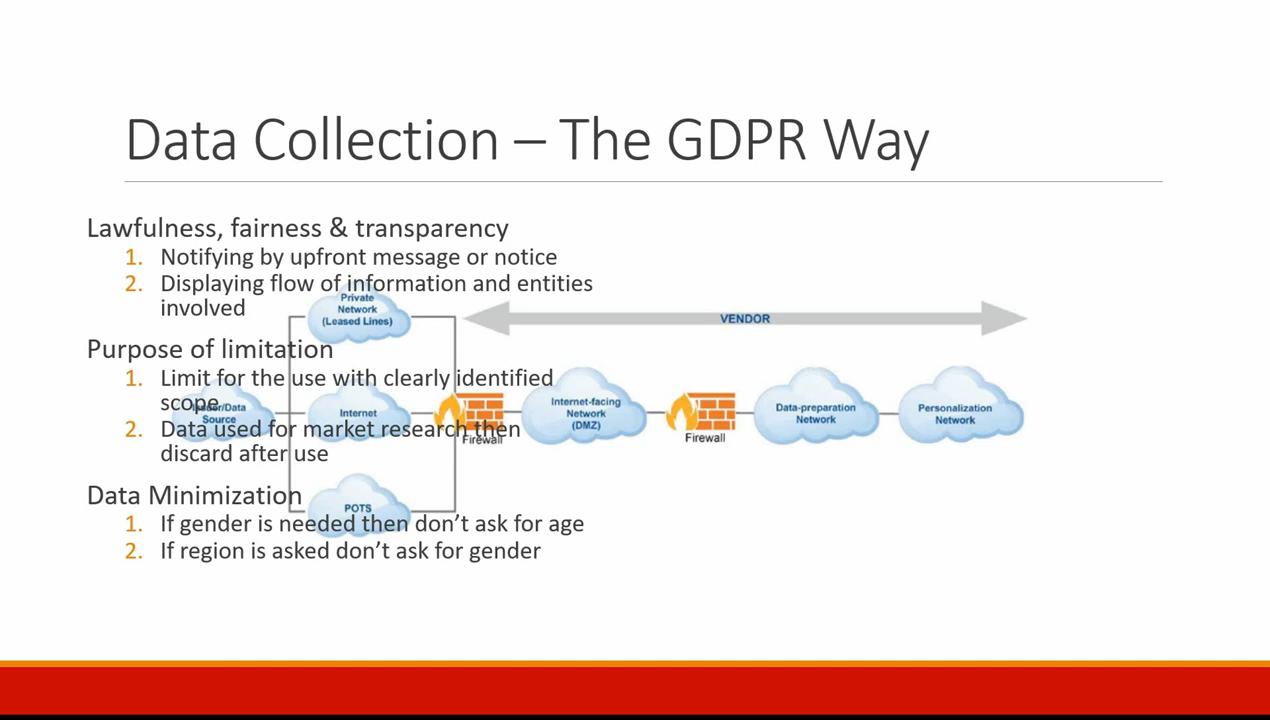 Data Collection – The GDPR Way
Lawfulness, fairness & transparency
1. Notifying by upfront message or notice
2. Displaying flow of information and entities
involved
Purpose of limitation
1. Limit for the use with clearly identified
scope
2. Data used for market research then
discard after use
Data Minimization
1. If gender is needed then don’t ask for age
2. If region is asked don’t ask for gender
Private
Network
(Leased Lines)
VENDOR
/Data
Source
Internet
POTS
Firewall
Internet-facing
Network
(DMZ)
Firewall
Data-preparation
Network
Personalization
Network